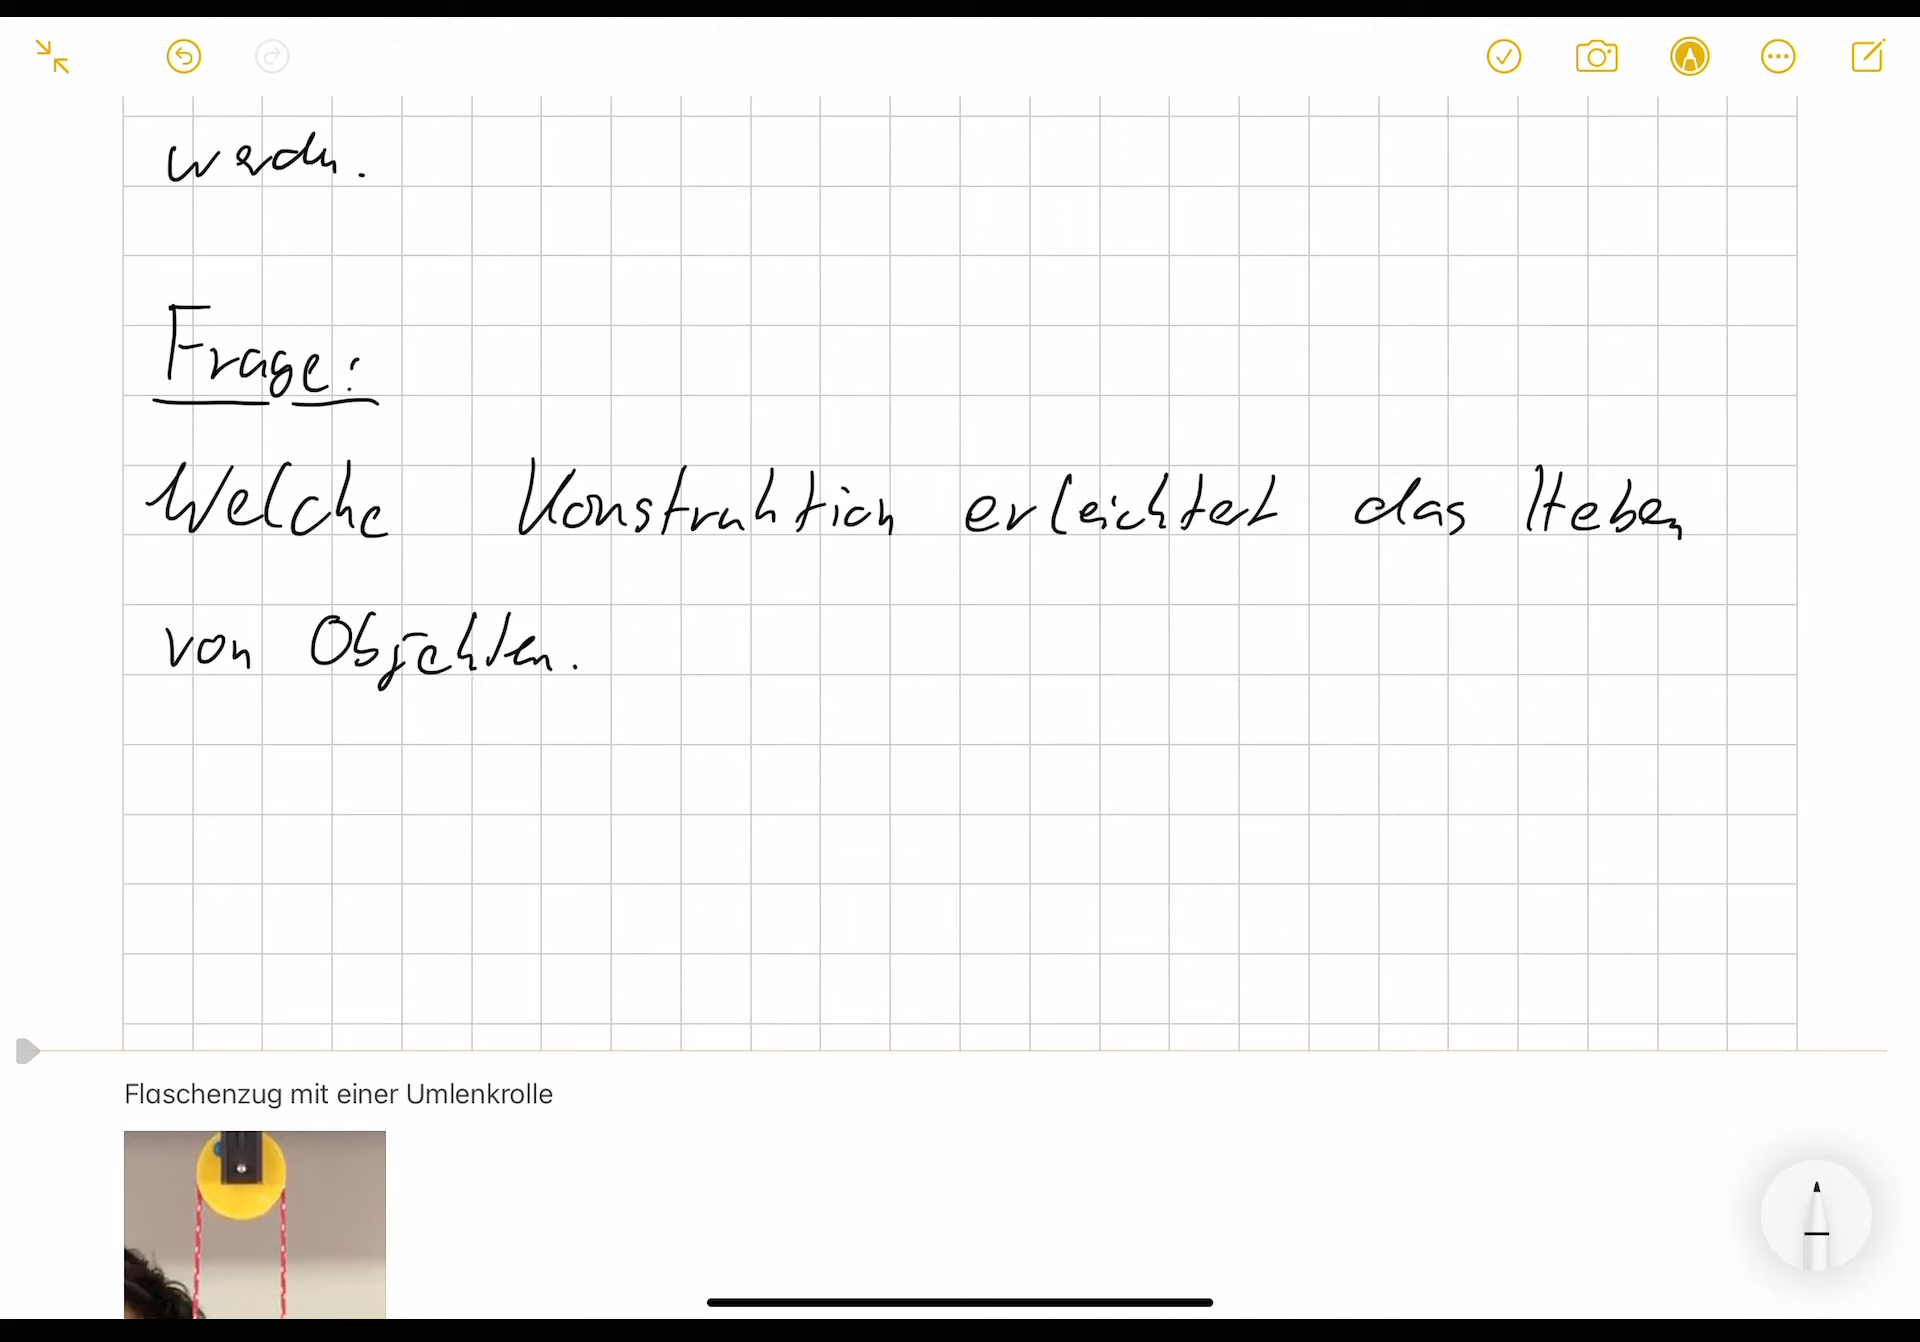 werden.
Frage:
Welche Konstruktion erleichtert das Heben
von Objekten.
Flaschenzug mit einer Umlenkrolle